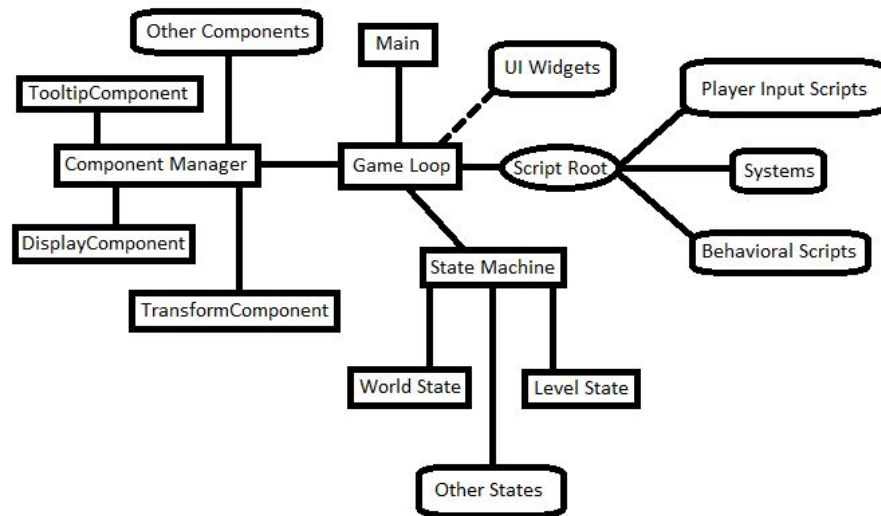 Other Components
Main
UI Widgets
TooltipComponent
Player Input Scripts
Component Manager
Game Loop
Script Root
Systems
DisplayComponent
Behavioral Scripts
State Machine
TransformComponent
World State
Level State
Other States